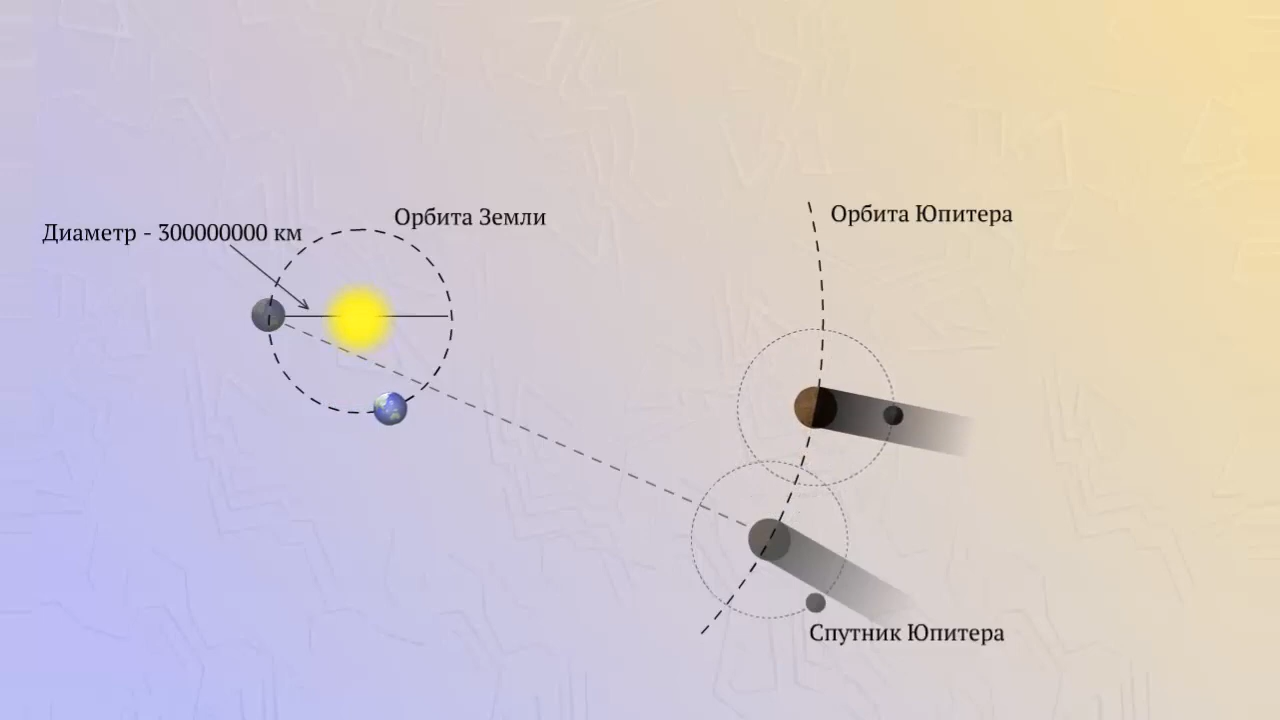 Орбита Земли
Диаметр - 300000000 км
Орбита Юпитера
Спутник Юпитера